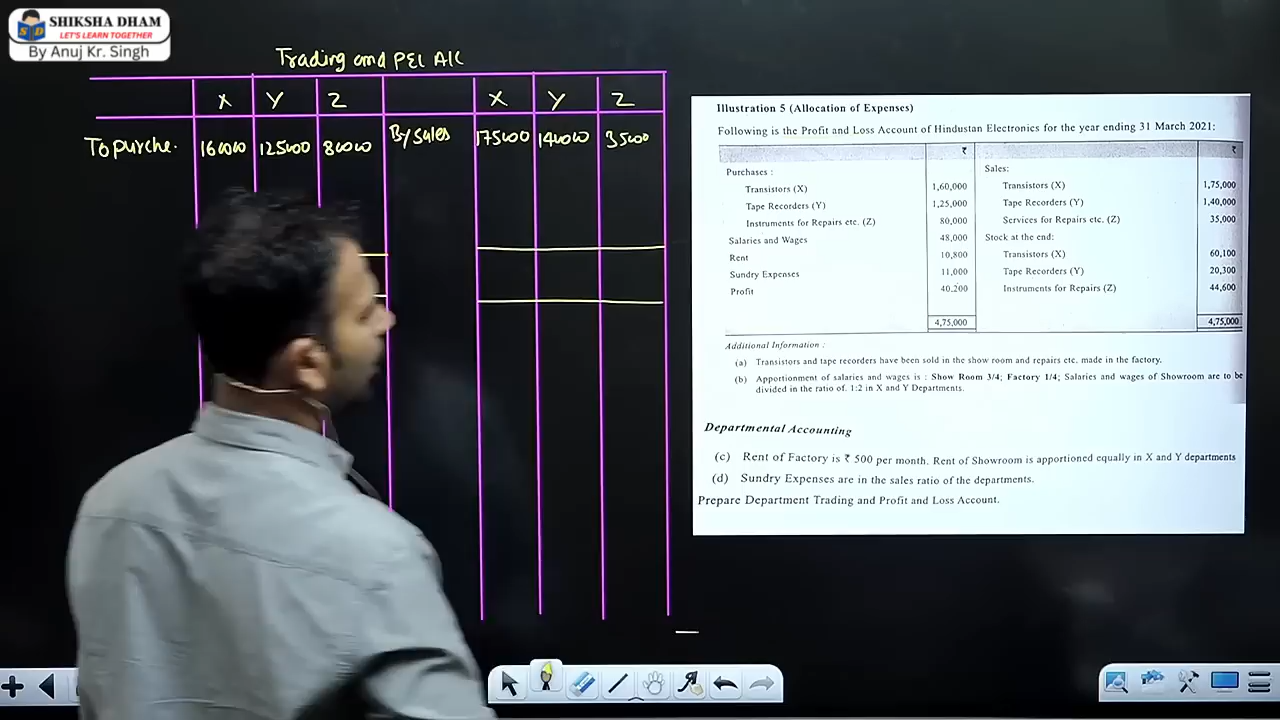 SHIKSHA DHAM
LET'S LEARN TOGETHER
By Anuj Kr. Singh
Trading and P&L A/C
X Y Z X Y Z
To purche. 160000 125000 80000 By Sales 175000 140000 35000
Illustration 5 (Allocation of Expenses)
Following is the Profit and Loss Account of Hindustan Electronics for the year ending 31 March 2021:
₹ ₹
Purchases : Sales:
Transistors (X) 1,60,000 Transistors (X) 1,75,000
Tape Recorders (Y) 1,25,000 Tape Recorders (Y) 1,40,000
Instruments for Repairs etc. (Z) 80,000 Services for Repairs etc. (Z) 35,000
Salaries and Wages 48,000 Stock at the end:
Rent 10,800 Transistors (X) 60,100
Sundry Expenses 11,000 Tape Recorders (Y) 20,300
Profit 40,200 Instruments for Repairs (Z) 44,600
4,75,000 4,75,000
Additional Information :
(a) Transistors and tape recorders have been sold in the show room and repairs etc. made in the factory.
(b) Apportionment of salaries and wages is : Show Room 3/4; Factory 1/4; Salaries and wages of Showroom are to be
divided in the ratio of. 1:2 in X and Y Departments.
Departmental Accounting
(c) Rent of Factory is ₹ 500 per month. Rent of Showroom is apportioned equally in X and Y departments
(d) Sundry Expenses are in the sales ratio of the departments.
Prepare Department Trading and Profit and Loss Account.